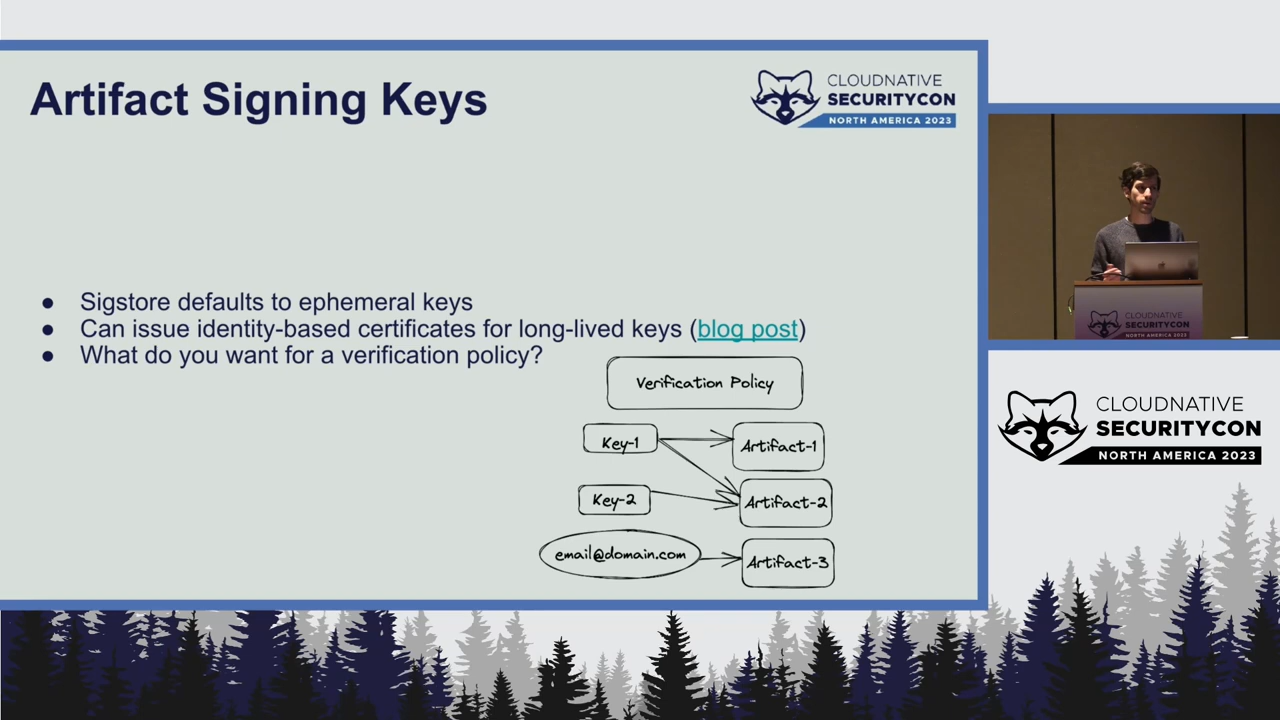 Artifact Signing Keys
CLOUDNATIVE
SECURITYCON
NORTH AMERICA 2023
● Sigstore defaults to ephemeral keys
● Can issue identity-based certificates for long-lived keys (blog post)
● What do you want for a verification policy?
Verification Policy
Key-1
Artifact-1
Key-2
Artifact-2
email@domain.com
Artifact-3
CLOUDNATIVE
SECURITYCON
NORTH AMERICA 2023
CLOUDNATIVE
SECURITYCON